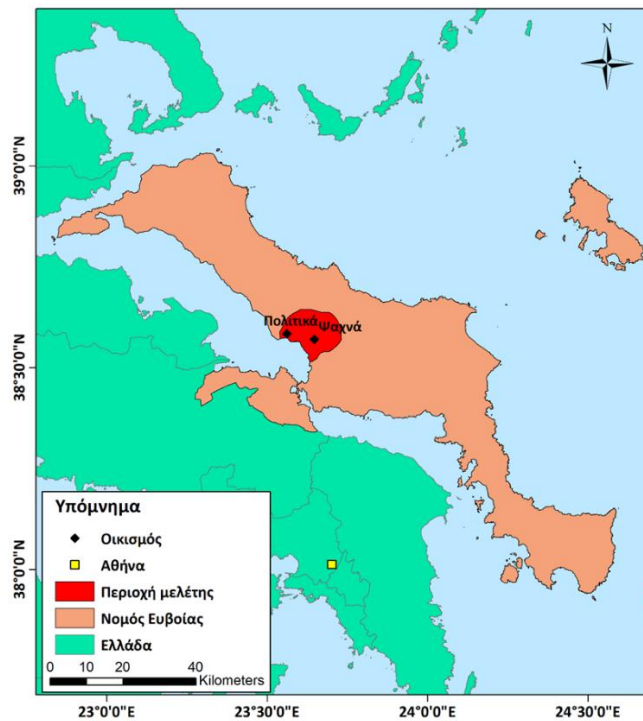 N
39°0'0"N
38°30'0"N
38°0'0"N
Πολιτικά
Ψαχνά
Υπόμνημα
Οικισμός
Αθήνα
Περιοχή μελέτης
Νομός Ευβοίας
Ελλάδα
0 10 20 40
Kilometers
23°0'0"E 23°30'0"E 24°0'0"E 24°30'0"E